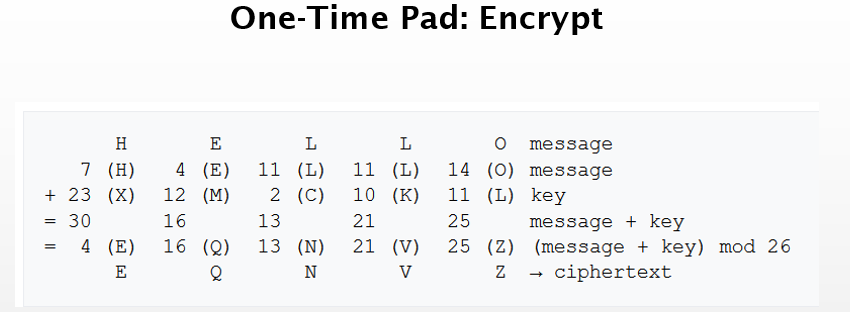 One-Time Pad: Encrypt
H E L L O message
7 (H) 4 (E) 11 (L) 11 (L) 14 (O) message
+ 23 (X) 12 (M) 2 (C) 10 (K) 11 (L) key
= 30 16 13 21 25 message + key
= 4 (E) 16 (Q) 13 (N) 21 (V) 25 (Z) (message + key) mod 26
E Q N V Z → ciphertext